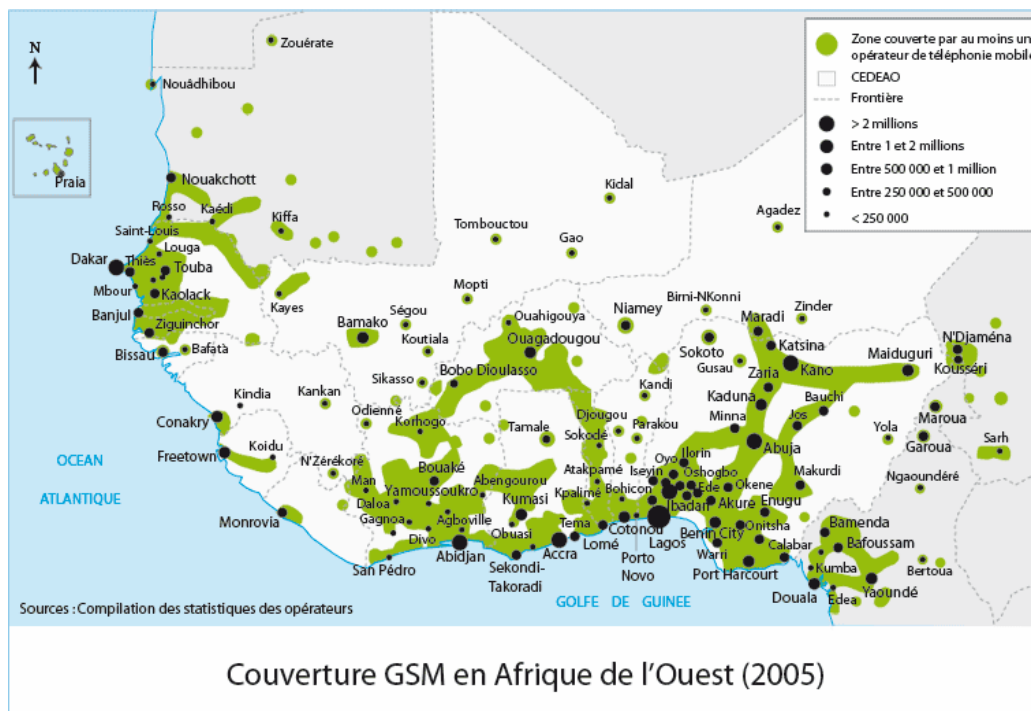 Zouérate
Nouâdhibou
N
Praia
Nouakchott
Rosso
Kaédi
Kiffa
Saint-Louis
Louga
Dakar
Thiès
Touba
Mbour
Kaolack
Banjul
Ziguinchor
Bissau
Bafata
Kayes
Tombouctou
Kidal
Gao
Agadez
Mopti
Ségou
Bamako
Koutiala
Sikasso
Ouahigouya
Ouagadougou
Bobo Dioulasso
Niamey
Birni-NKonni
Zinder
Maradi
Katsina
Sokoto
Gusau
Kano
Maiduguri
N'Djaména
Kousséri
Zaria
Kaduna
Bauchi
Kandi
Minna
Jos
Maroua
Conakry
Kindia
Kankan
Odienné
Korhogo
Tamale
Djougou
Sokodé
Parakou
Abuja
Yola
Garoua
Sarh
Freetown
Koidu
N'Zérékoré
Man
Bouaké
Abengourou
Atakpamé
Iseyin
Oyo
Ilorin
Oshogbo
Ede
Okene
Makurdi
Ngaoundéré
Yamoussoukro
Daloa
Kumasi
Kpalimé
Bohicon
Ibadan
Akure
Enugu
Monrovia
Gagnoa
Agboville
Divo
Obuasi
Tema
Cotonou
Benin City
Onitsha
Bamenda
Bafoussam
San Pédro
Abidjan
Accra
Lomé
Lagos
Warri
Calabar
Kumba
Bertoua
Sekondi-
Takoradi
Porto
Novo
Port Harcourt
Douala
Edea
Yaoundé
OCEAN
ATLANTIQUE
GOLFE DE GUINEE
Zone couverte par au moins un
opérateur de téléphonie mobile
CEDEAO
Frontière
> 2 millions
Entre 1 et 2 millions
Entre 500 000 et 1 million
Entre 250 000 et 500 000
< 250 000
Sources : Compilation des statistiques des opérateurs
Couverture GSM en Afrique de l'Ouest (2005)